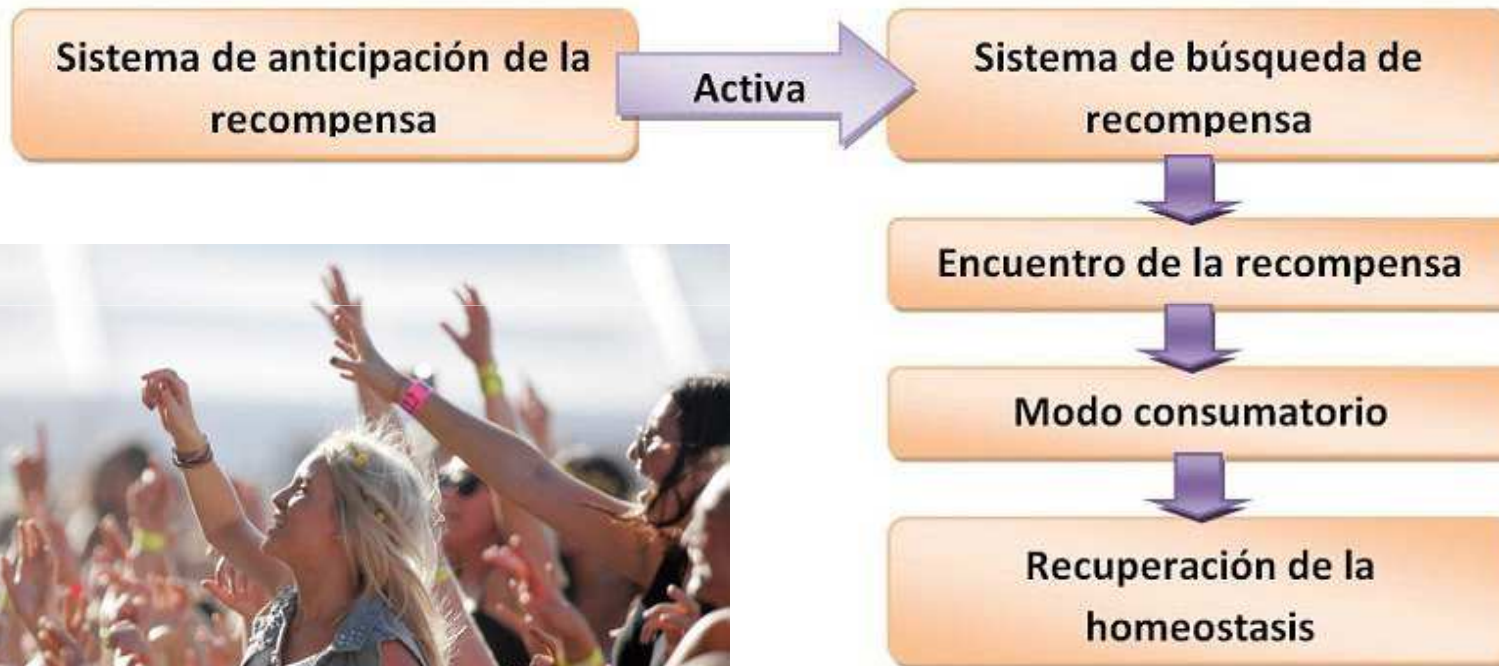 Sistema de anticipación de la
recompensa
Activa
Sistema de búsqueda de
recompensa
Encuentro de la recompensa
Modo consumatorio
Recuperación de la
homeostasis